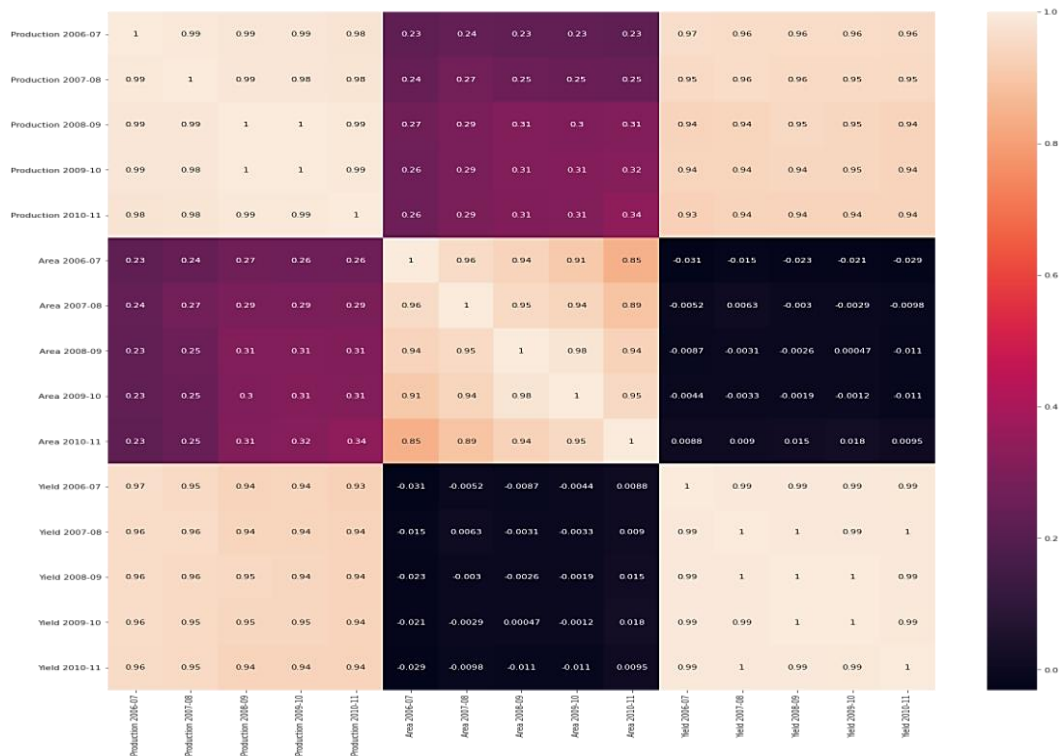 Production 2006-07 1 0.99 0.99 0.99 0.98 0.23 0.24 0.23 0.23 0.23 0.97 0.96 0.96 0.96 0.96
Production 2007-08 0.99 1 0.99 0.98 0.98 0.24 0.27 0.25 0.25 0.25 0.95 0.96 0.96 0.95 0.95
Production 2008-09 0.99 0.99 1 1 0.99 0.27 0.29 0.31 0.3 0.31 0.94 0.94 0.95 0.95 0.94
Production 2009-10 0.99 0.98 1 1 0.99 0.26 0.29 0.31 0.31 0.32 0.94 0.94 0.94 0.95 0.94
Production 2010-11 0.98 0.98 0.99 0.99 1 0.26 0.29 0.31 0.31 0.34 0.93 0.94 0.94 0.94 0.94
Area 2006-07 0.23 0.24 0.27 0.26 0.26 1 0.96 0.94 0.91 0.85 -0.031 -0.015 -0.023 -0.021 -0.029
Area 2007-08 0.24 0.27 0.29 0.29 0.29 0.96 1 0.95 0.94 0.89 -0.0052 0.0063 -0.003 -0.0029 -0.0098
Area 2008-09 0.23 0.25 0.31 0.31 0.31 0.94 0.95 1 0.98 0.94 -0.0087 -0.0031 -0.0026 0.00047 -0.011
Area 2009-10 0.23 0.25 0.3 0.31 0.31 0.91 0.94 0.98 1 0.95 -0.0044 -0.0033 -0.0019 -0.0012 -0.011
Area 2010-11 0.23 0.25 0.31 0.32 0.34 0.85 0.89 0.94 0.95 1 0.0088 0.009 0.015 0.018 0.0095
Yield 2006-07 0.97 0.95 0.94 0.94 0.93 -0.031 -0.0052 -0.0087 -0.0044 0.0088 1 0.99 0.99 0.99 0.99
Yield 2007-08 0.96 0.96 0.94 0.94 0.94 -0.015 0.0063 -0.0031 -0.0033 0.009 0.99 1 1 0.99 1
Yield 2008-09 0.96 0.96 0.95 0.94 0.94 -0.023 -0.003 -0.0026 -0.0019 0.015 0.99 1 1 1 0.99
Yield 2009-10 0.96 0.95 0.95 0.95 0.94 -0.021 -0.0029 0.00047 -0.0012 0.018 0.99 0.99 1 1 0.99
Yield 2010-11 0.96 0.95 0.94 0.94 0.94 -0.029 -0.0098 -0.011 -0.011 0.0095 0.99 1 0.99 0.99 1
Production 2006-07
Production 2007-08
Production 2008-09
Production 2009-10
Production 2010-11
Area 2006-07
Area 2007-08
Area 2008-09
Area 2009-10
Area 2010-11
Yield 2006-07
Yield 2007-08
Yield 2008-09
Yield 2009-10
Yield 2010-11
1.0
0.8
0.6
0.4
0.2
0.0